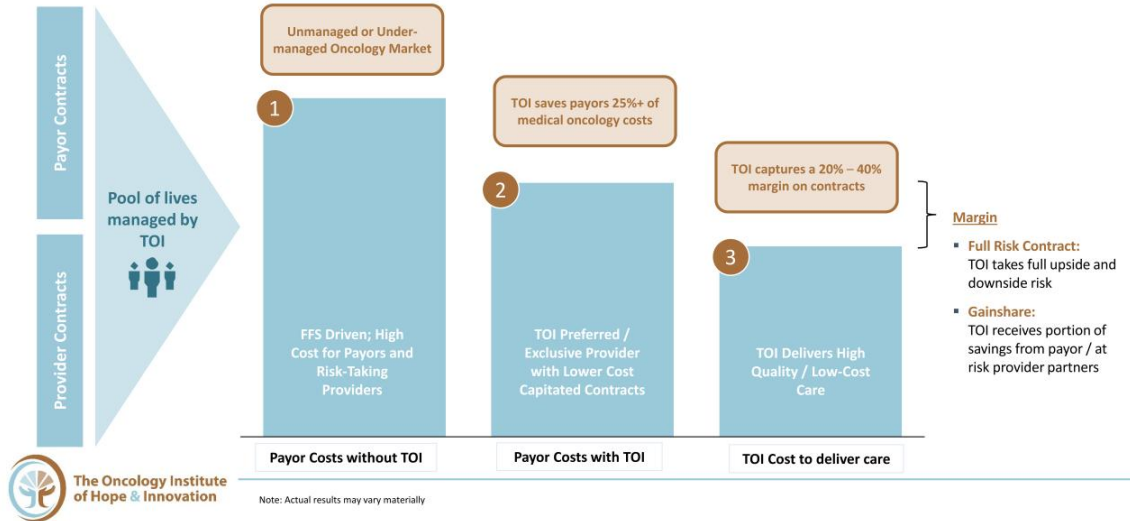 Payor Contracts
Provider Contracts
Pool of lives
managed by
TOI
Unmanaged or Under-
managed Oncology Market
1
FFS Driven; High
Cost for Payors and
Risk-Taking
Providers
Payor Costs without TOI
TOI saves payors 25%+ of
medical oncology costs
2
TOI Preferred /
Exclusive Provider
with Lower Cost
Capitated Contracts
Payor Costs with TOI
TOI captures a 20% – 40%
margin on contracts
3
TOI Delivers High
Quality / Low-Cost
Care
TOI Cost to deliver care
Margin
▪ Full Risk Contract:
TOI takes full upside and
downside risk
▪ Gainshare:
TOI receives portion of
savings from payor / at
risk provider partners
The Oncology Institute
of Hope & Innovation
Note: Actual results may vary materially